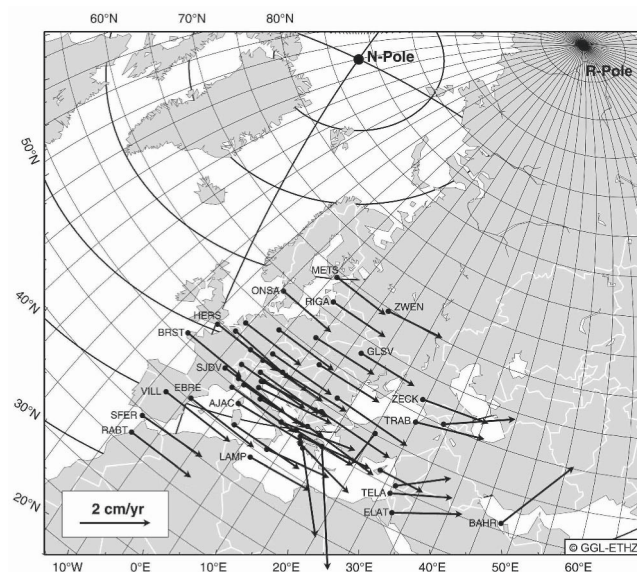 60°N
70°N
80°N
N-Pole
R-Pole
50°N
METS
ONSA
RIGA
ZWEN
40°N
HERS
BRST
GLSV
SJDV
VILL
EBRE
AJAC
ZECK
30°N
SFER
TRAB
RABT
LAMP
TELA
20°N
2 cm/yr
ELAT
BAHR
© GGL-ETHZ
10°W
0°E
10°E
20°E
30°E
40°E
50°E
60°E